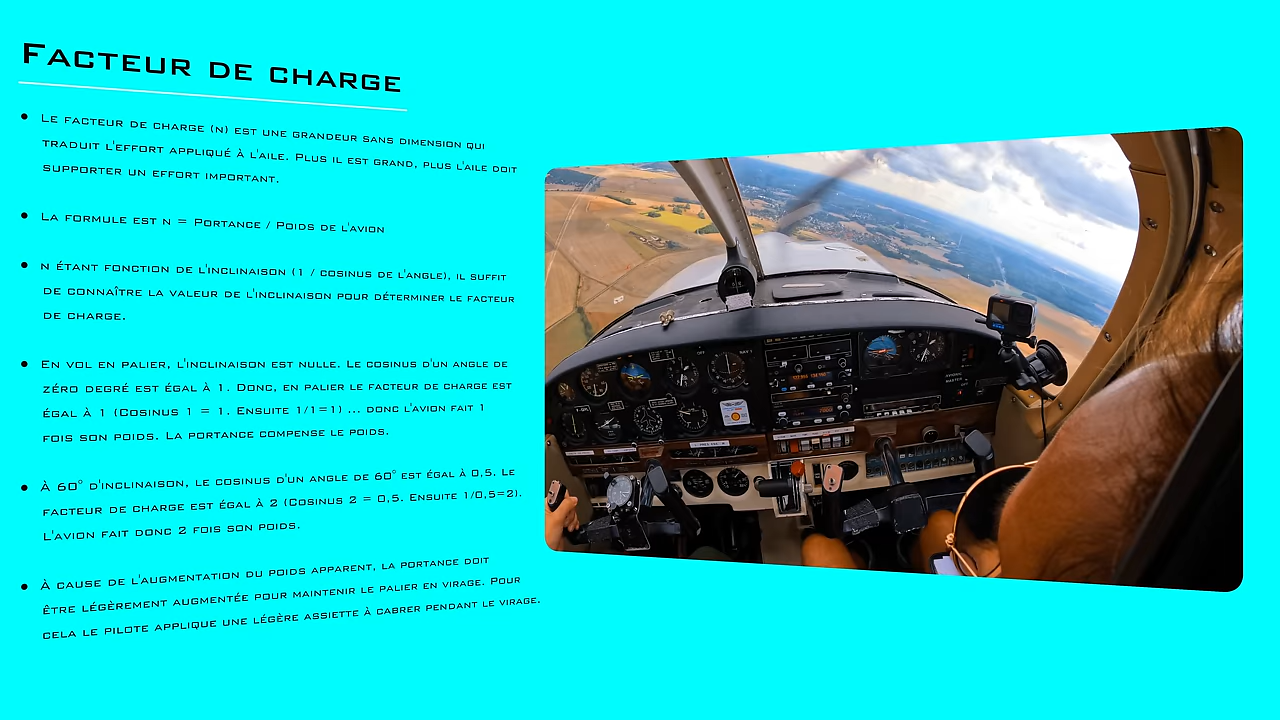 Facteur de charge
• Le facteur de charge (n) est une grandeur sans dimension qui
traduit l'effort appliqué à l'aile. Plus il est grand, plus l'aile doit
supporter un effort important.
• La formule est n = Portance / Poids de l'avion
• n étant fonction de l'inclinaison (1 / cosinus de l'angle), il suffit
de connaître la valeur de l'inclinaison pour déterminer le facteur
de charge.
• En vol en palier, l'inclinaison est nulle. Le cosinus d'un angle de
zéro degré est égal à 1. Donc, en palier le facteur de charge est
égal à 1 (Cosinus 1 = 1. Ensuite 1/1=1) ... donc l'avion fait 1
fois son poids. La portance compense le poids.
• À 60° d'inclinaison, le cosinus d'un angle de 60° est égal à 0,5. Le
facteur de charge est égal à 2 (Cosinus 2 = 0,5. Ensuite 1/0,5=2).
L'avion fait donc 2 fois son poids.
• À cause de l'augmentation du poids apparent, la portance doit
être légèrement augmentée pour maintenir le palier en virage. Pour
cela le pilote applique une légère assiette à cabrer pendant le virage.